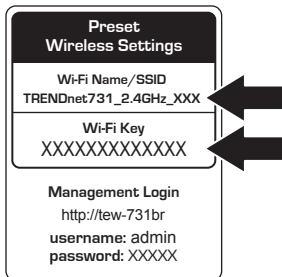 Preset
Wireless Settings
Wi-Fi Name/SSID
TRENDnet731_2.4GHz_XXX
Wi-Fi Key
XXXXXXXXXXXXX
Management Login
http://tew-731br
username: admin
password: XXXXX